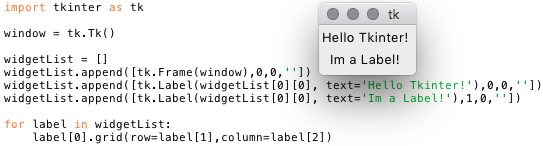 import tkinter as tk
window = tk.Tk()
widgetList = []
widgetList.append([tk.Frame(window),0,0,''])
widgetList.append([tk.Label(widgetList[0][0], text='Hello Tkinter!'),0,0,''])
widgetList.append([tk.Label(widgetList[0][0], text='Im a Label!'),1,0,''])
for label in widgetList:
    label[0].grid(row=label[1],column=label[2])
tk
Hello Tkinter!
Im a Label!